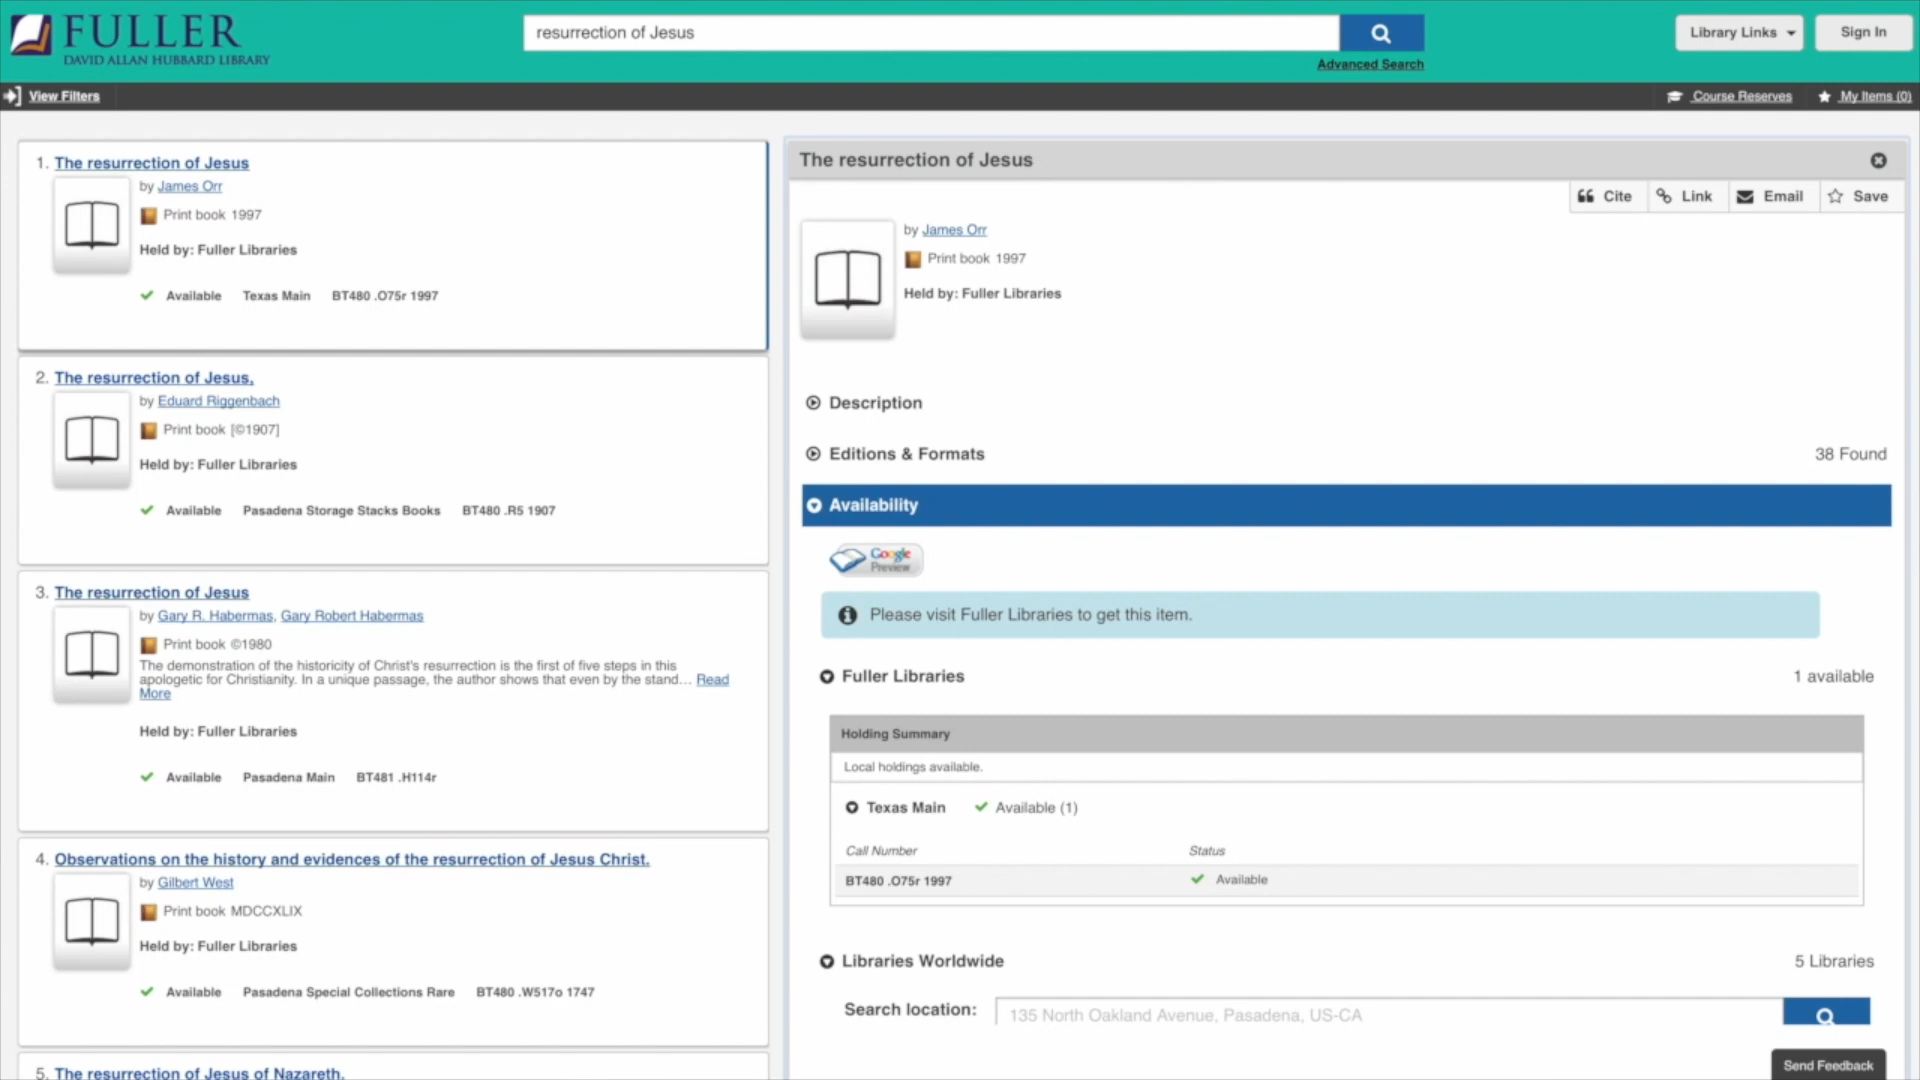 FULLER
DAVID ALLAN HUBBARD LIBRARY
resurrection of Jesus
Advanced Search
Library Links
Sign In
View Filters
Course Reserves
My Items (0)
1. The resurrection of Jesus
by James Orr
Print book 1997
Held by: Fuller Libraries
Available Texas Main BT480 .O75r 1997
2. The resurrection of Jesus,
by Eduard Riggenbach
Print book [©1907]
Held by: Fuller Libraries
Available Pasadena Storage Stacks Books BT480 .R5 1907
3. The resurrection of Jesus
by Gary R. Habermas, Gary Robert Habermas
Print book ©1980
The demonstration of the historicity of Christ's resurrection is the first of five steps in this
apologetic for Christianity. In a unique passage, the author shows that even by the stand... Read
More
Held by: Fuller Libraries
Available Pasadena Main BT481 .H114r
4. Observations on the history and evidences of the resurrection of Jesus Christ.
by Gilbert West
Print book MDCCXLIX
Held by: Fuller Libraries
Available Pasadena Special Collections Rare BT480 .W517o 1747
5. The resurrection of Jesus of Nazareth.
The resurrection of Jesus
Cite Link Email Save
by James Orr
Print book 1997
Held by: Fuller Libraries
Description
Editions & Formats 38 Found
Availability
Google
Preview
Please visit Fuller Libraries to get this item.
Fuller Libraries 1 available
Holding Summary
Local holdings available.
Texas Main Available (1)
Call Number Status
BT480 .O75r 1997 Available
Libraries Worldwide 5 Libraries
Search location: 135 North Oakland Avenue, Pasadena, US-CA
Send Feedback